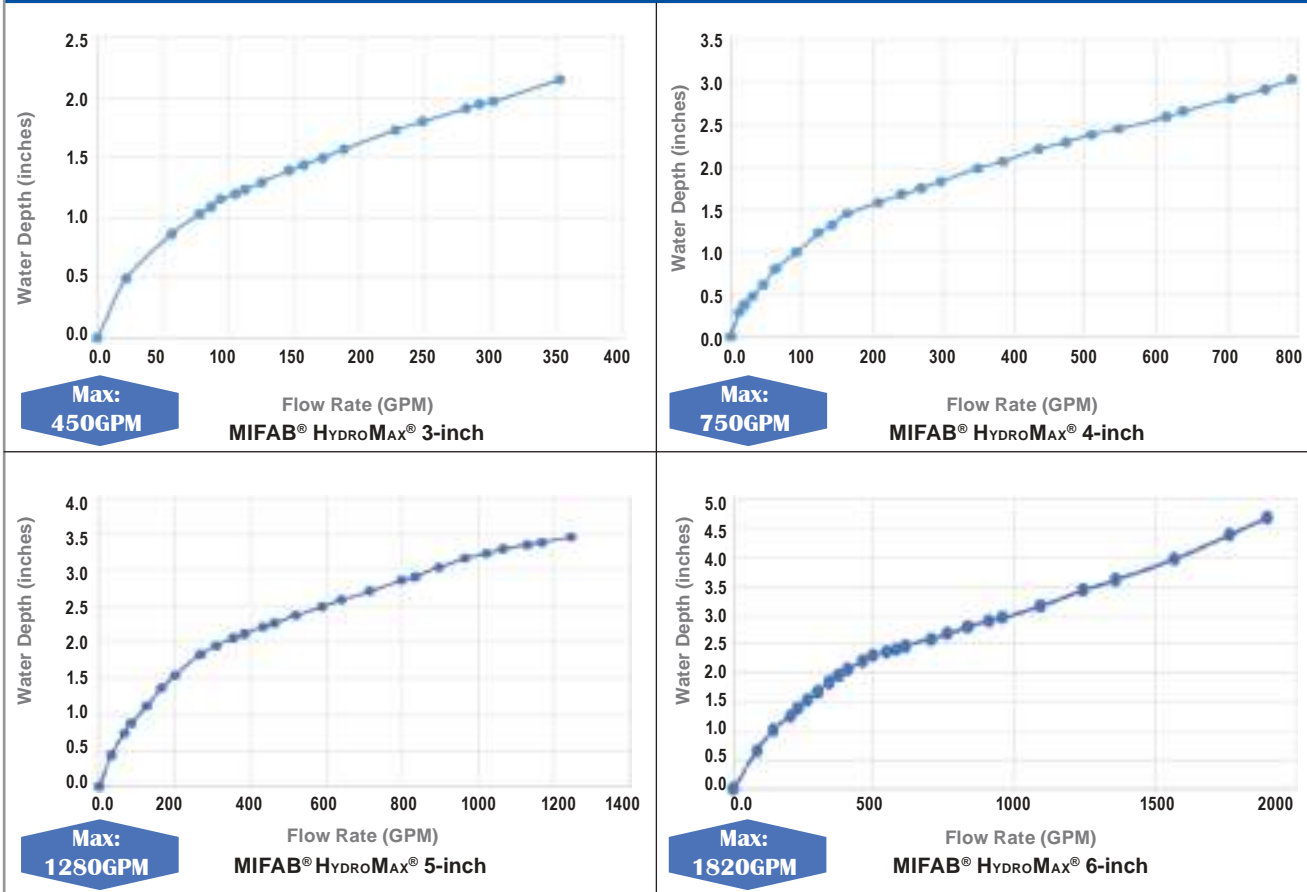 2.5
2.0
1.5
1.0
0.5
0.0
Water Depth (inches)
0.0 50 100 150 200 250 300 350 400
Max:
450GPM
Flow Rate (GPM)
MIFAB® HYDROMAX® 3-inch
3.5
3.0
2.5
2.0
1.5
1.0
0.5
0.0
Water Depth (inches)
0.0 100 200 300 400 500 600 700 800
Max:
750GPM
Flow Rate (GPM)
MIFAB® HYDROMAX® 4-inch
4.0
3.5
3.0
2.5
2.0
1.5
1.0
0.5
0.0
Water Depth (inches)
0.0 200 400 600 800 1000 1200 1400
Max:
1280GPM
Flow Rate (GPM)
MIFAB® HYDROMAX® 5-inch
5.0
4.5
4.0
3.5
3.0
2.5
2.0
1.5
1.0
0.5
0.0
Water Depth (inches)
0.0 500 1000 1500 2000
Max:
1820GPM
Flow Rate (GPM)
MIFAB® HYDROMAX® 6-inch